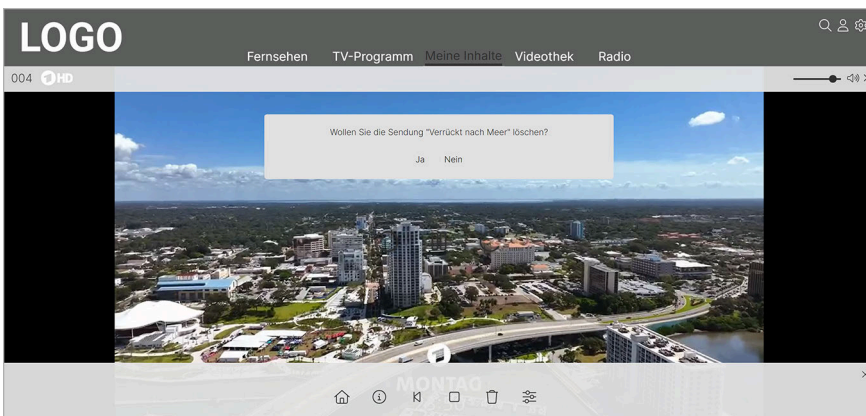 LOGO
Fernsehen TV-Programm Meine Inhalte Videothek Radio
004 HD
Wollen Sie die Sendung "Verrückt nach Meer" löschen?
Ja Nein
MONTAG